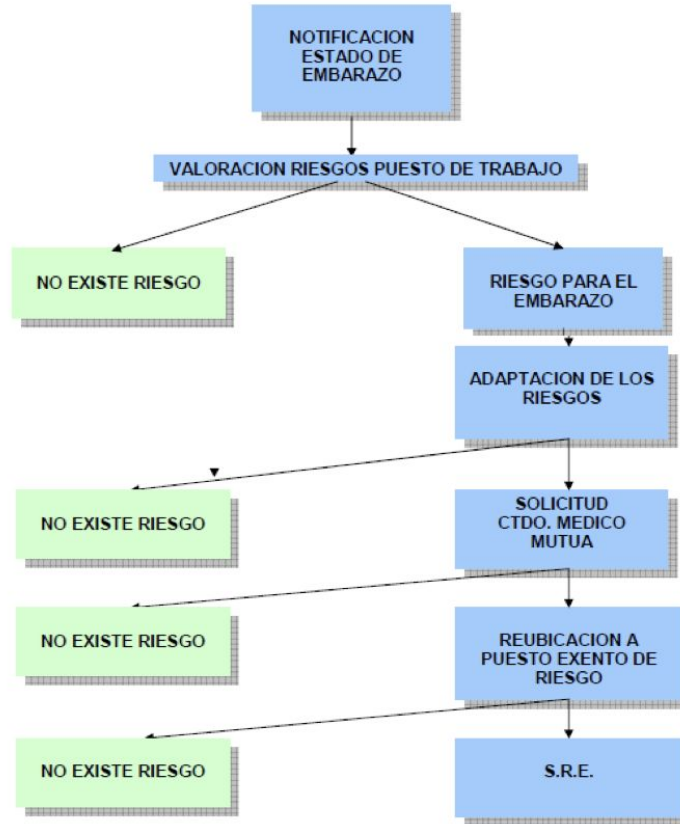 NOTIFICACION
ESTADO DE
EMBARAZO
VALORACION RIESGOS PUESTO DE TRABAJO
NO EXISTE RIESGO
RIESGO PARA EL
EMBARAZO
ADAPTACION DE LOS
RIESGOS
NO EXISTE RIESGO
SOLICITUD
CTDO. MEDICO
MUTUA
NO EXISTE RIESGO
REUBICACION A
PUESTO EXENTO DE
RIESGO
NO EXISTE RIESGO
S.R.E.